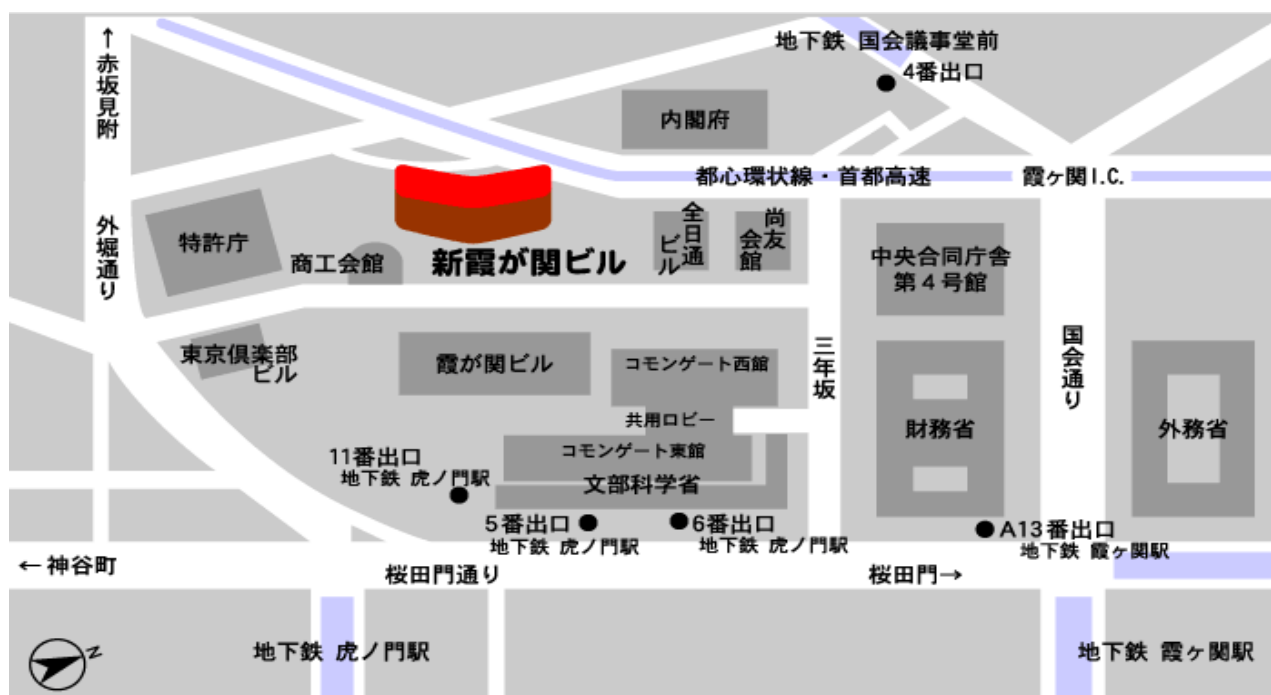 地下鉄 国会議事堂前
4番出口
↑赤坂見附
内閣府
都心環状線・首都高速
霞ヶ関I.C.
外堀通り
特許庁
商工会館
新霞が関ビル
全日通
ビル
尚友
会館
中央合同庁舎
第4号館
東京倶楽部
ビル
霞が関ビル
コモンゲート西館
三年坂
国会通り
共用ロビー
財務省
外務省
コモンゲート東館
11番出口
地下鉄 虎ノ門駅
文部科学省
5番出口
地下鉄 虎ノ門駅
6番出口
地下鉄 虎ノ門駅
A13番出口
地下鉄 霞ヶ関駅
←神谷町
桜田門通り
桜田門→
N
地下鉄 虎ノ門駅
地下鉄 霞ヶ関駅